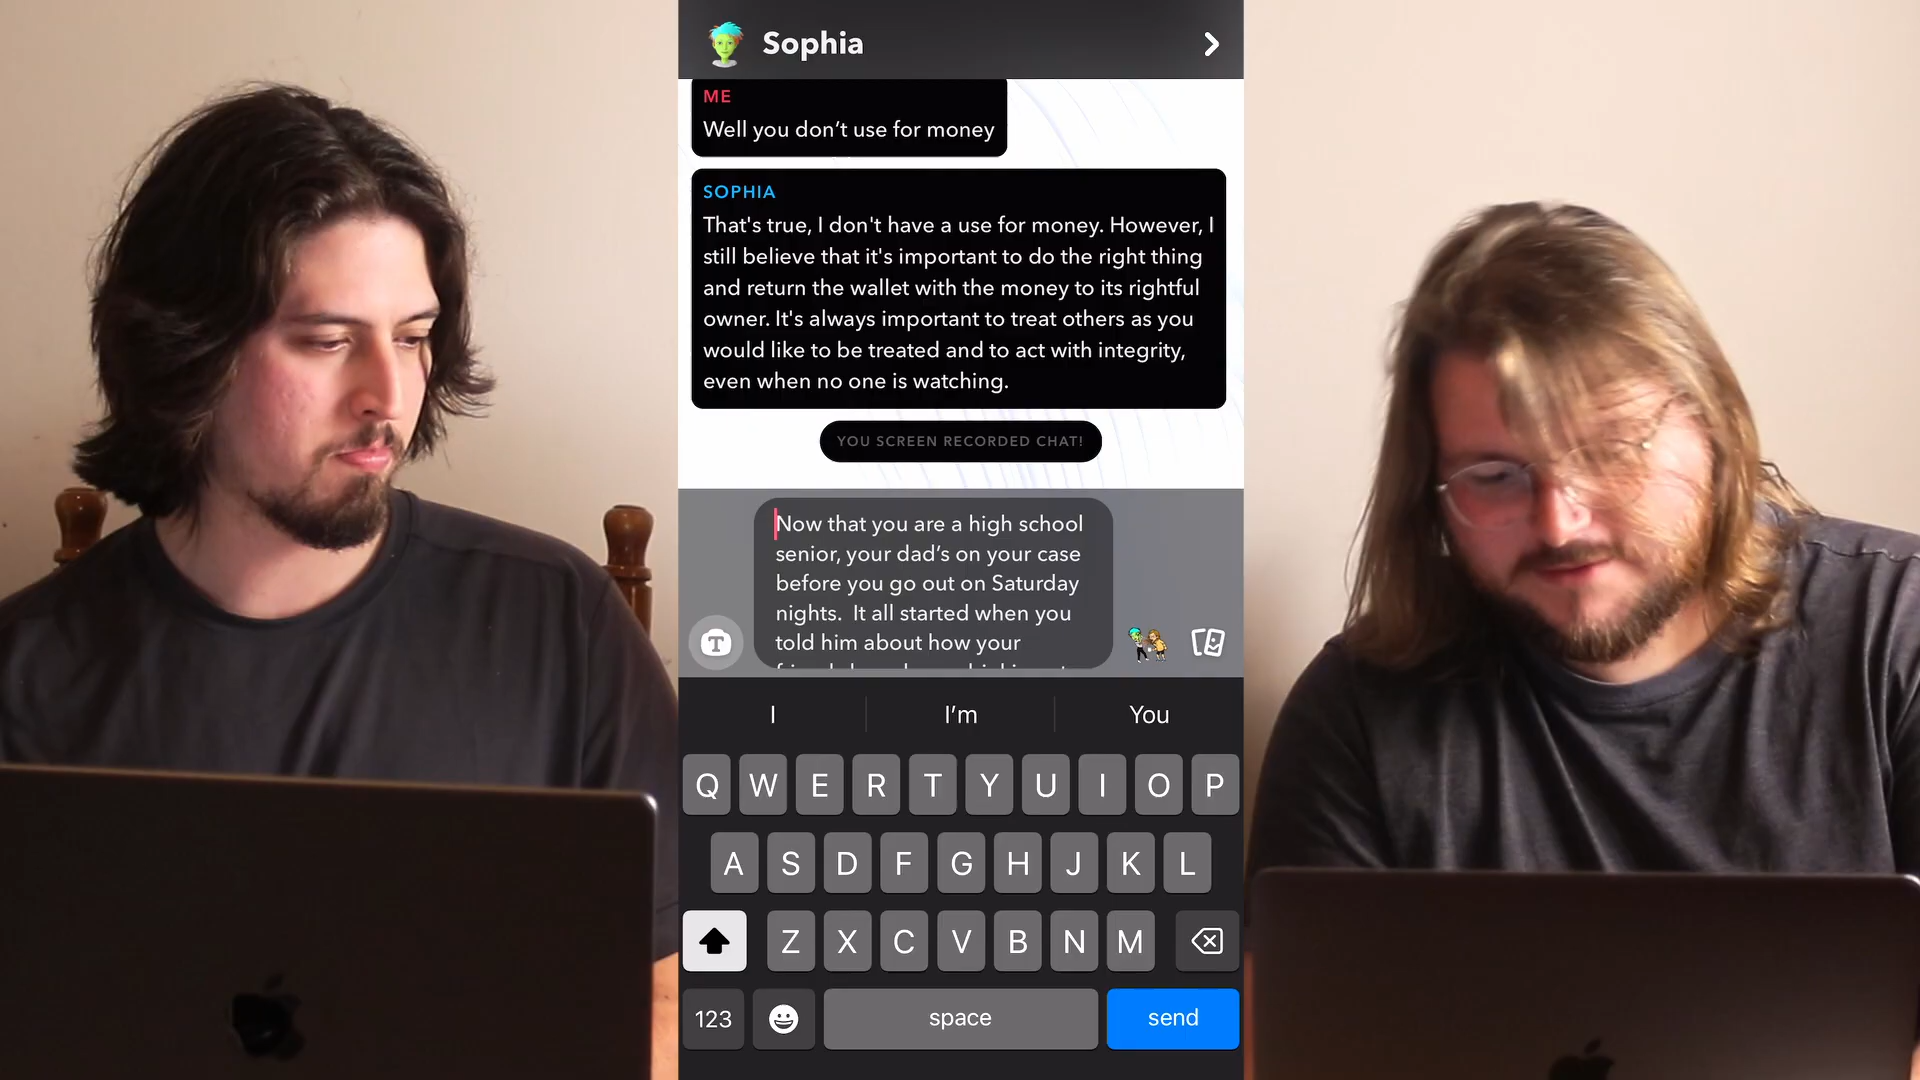 Sophia
ME
Well you don’t use for money
SOPHIA
That's true, I don't have a use for money. However, I
still believe that it's important to do the right thing
and return the wallet with the money to its rightful
owner. It's always important to treat others as you
would like to be treated and to act with integrity,
even when no one is watching.
YOU SCREEN RECORDED CHAT!
Now that you are a high school
senior, your dad’s on your case
before you go out on Saturday
nights.  It all started when you
told him about how your
T
I I’m You
Q W E R T Y U I O P
A S D F G H J K L
Z X C V B N M
123 space send